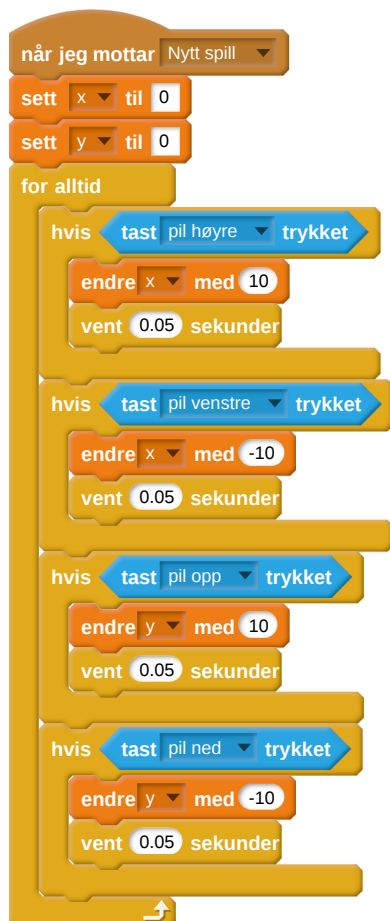 når jeg mottar Nytt spill
sett x til 0
sett y til 0
for alltid
hvis tast pil høyre trykket
endre x med 10
vent 0.05 sekunder
hvis tast pil venstre trykket
endre x med -10
vent 0.05 sekunder
hvis tast pil opp trykket
endre y med 10
vent 0.05 sekunder
hvis tast pil ned trykket
endre y med -10
vent 0.05 sekunder